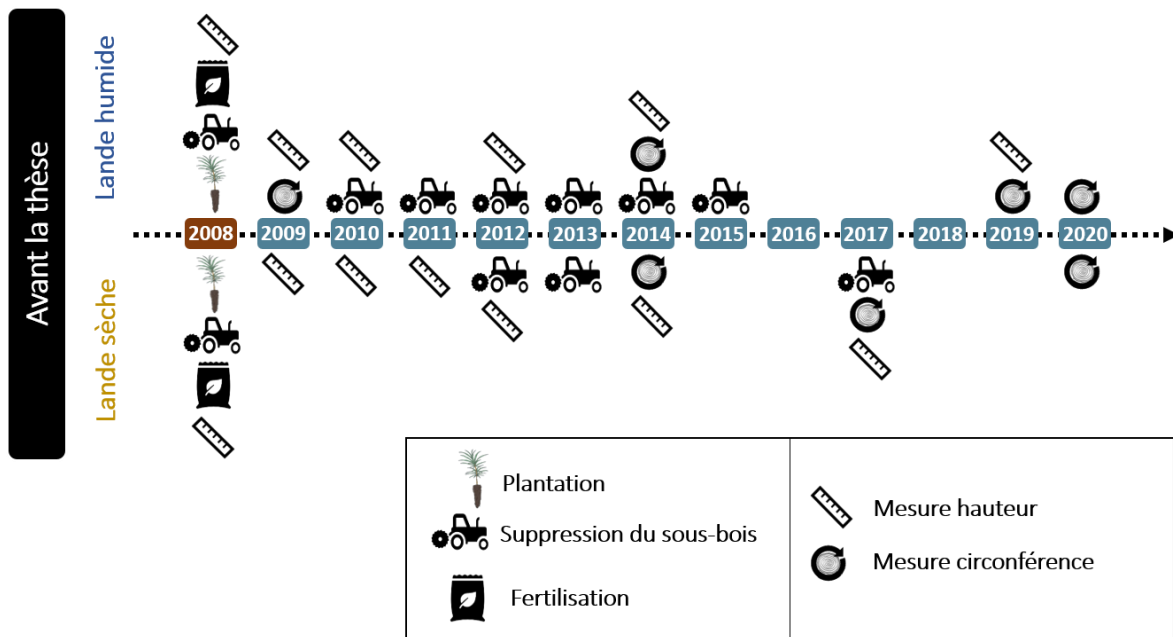 Avant la thèse
Lande humide
2008 2009 2010 2011 2012 2013 2014 2015 2016 2017 2018 2019 2020
Lande sèche
Plantation
Suppression du sous-bois
Fertilisation
Mesure hauteur
Mesure circonférence